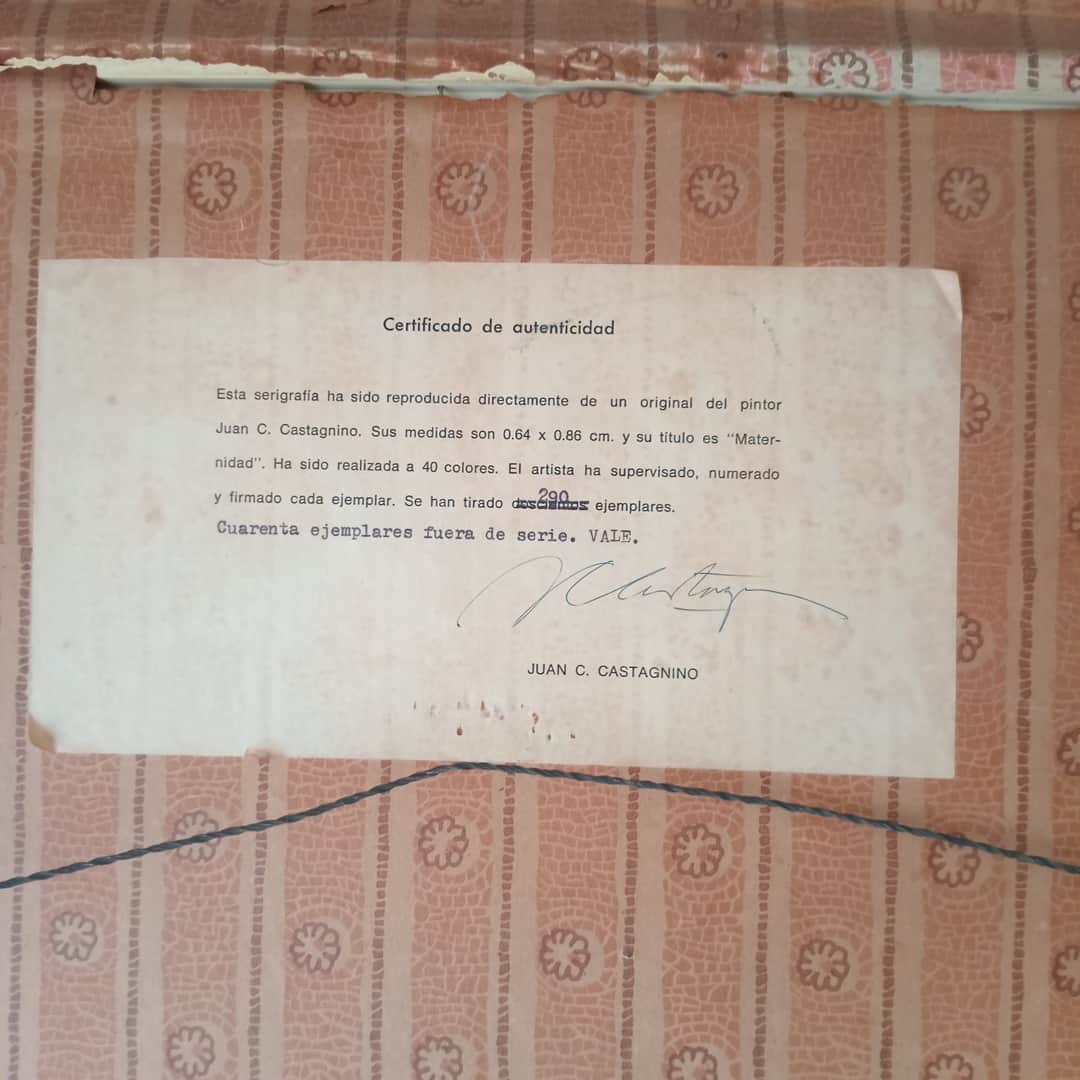 Certificado de autenticidad
Esta serigrafía ha sido reproducida directamente de un original del pintor
Juan C. Castagnino. Sus medidas son 0.64 x 0.86 cm. y su título es "Mater-
nidad". Ha sido realizada a 40 colores. El artista ha supervisado, numerado
y firmado cada ejemplar. Se han tirado doscientos 290 ejemplares.
Cuarenta ejemplares fuera de serie. VALE.
JCCastagnino
JUAN C. CASTAGNINO